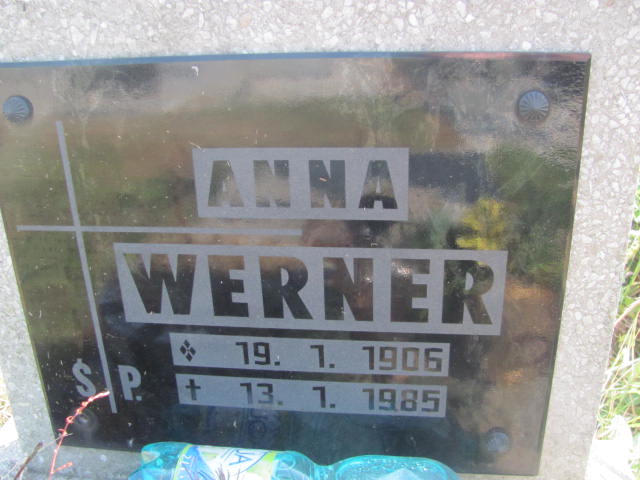 ANNA
WERNER
19. 1. 1906
Ś. P.
✝ 13. 1. 1985